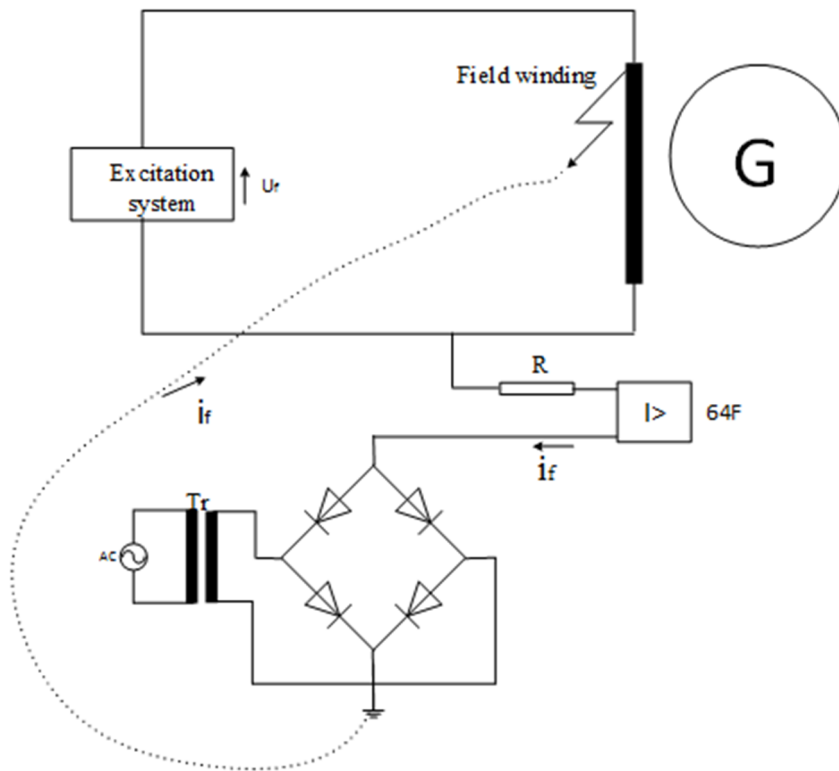 Field winding
G
Excitation
system
Uf
R
I>
64F
if
if
Tr
AC